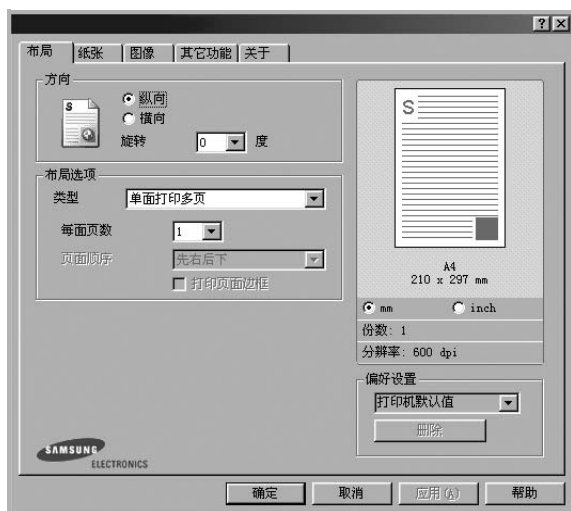 ? ×
布局 纸张 图像 其它功能 关于
方向
S
纵向
横向
旋转 0 度
布局选项
类型 单面打印多页
每面页数 1
页面顺序 先右后下
打印页面边框
S
A4
210 x 297 mm
mm inch
份数: 1
分辨率: 600 dpi
偏好设置
打印机默认值
删除
SAMSUNG
ELECTRONICS
确定 取消 应用(A) 帮助